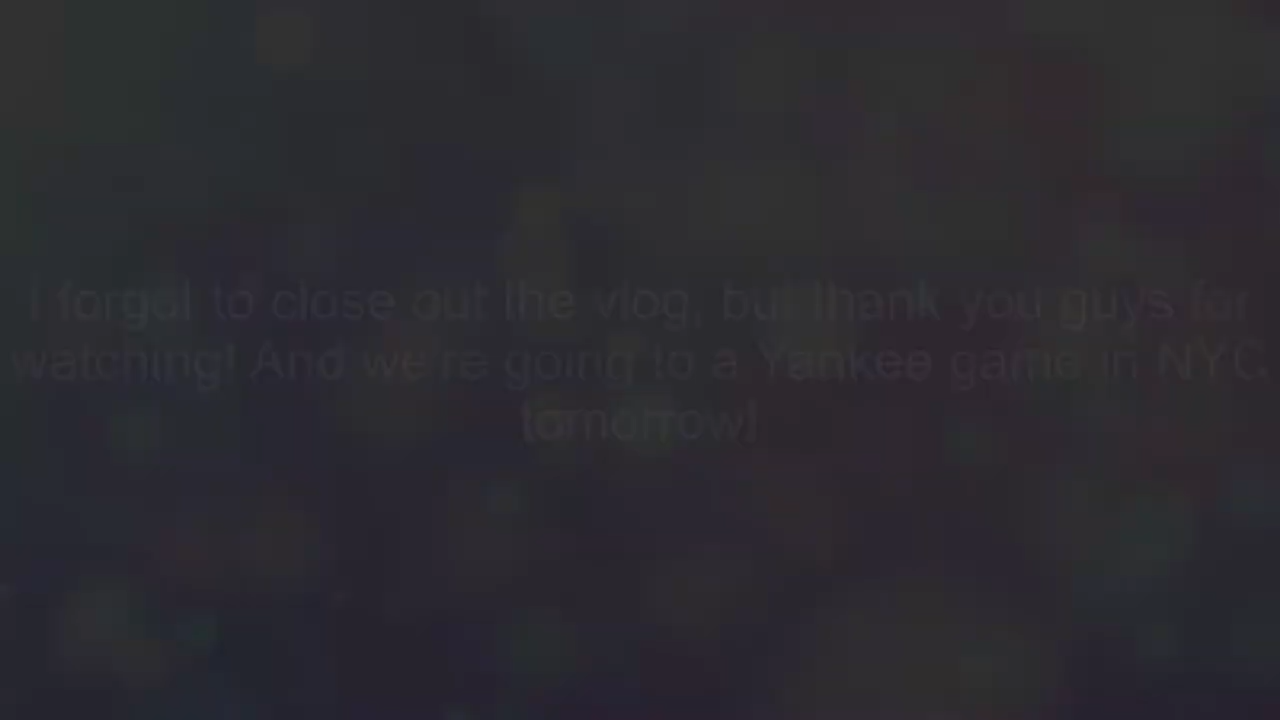 I forgot to close out the vlog, but thank you guys for
watching! And we're going to a Yankee game in NYC
tomorrow!